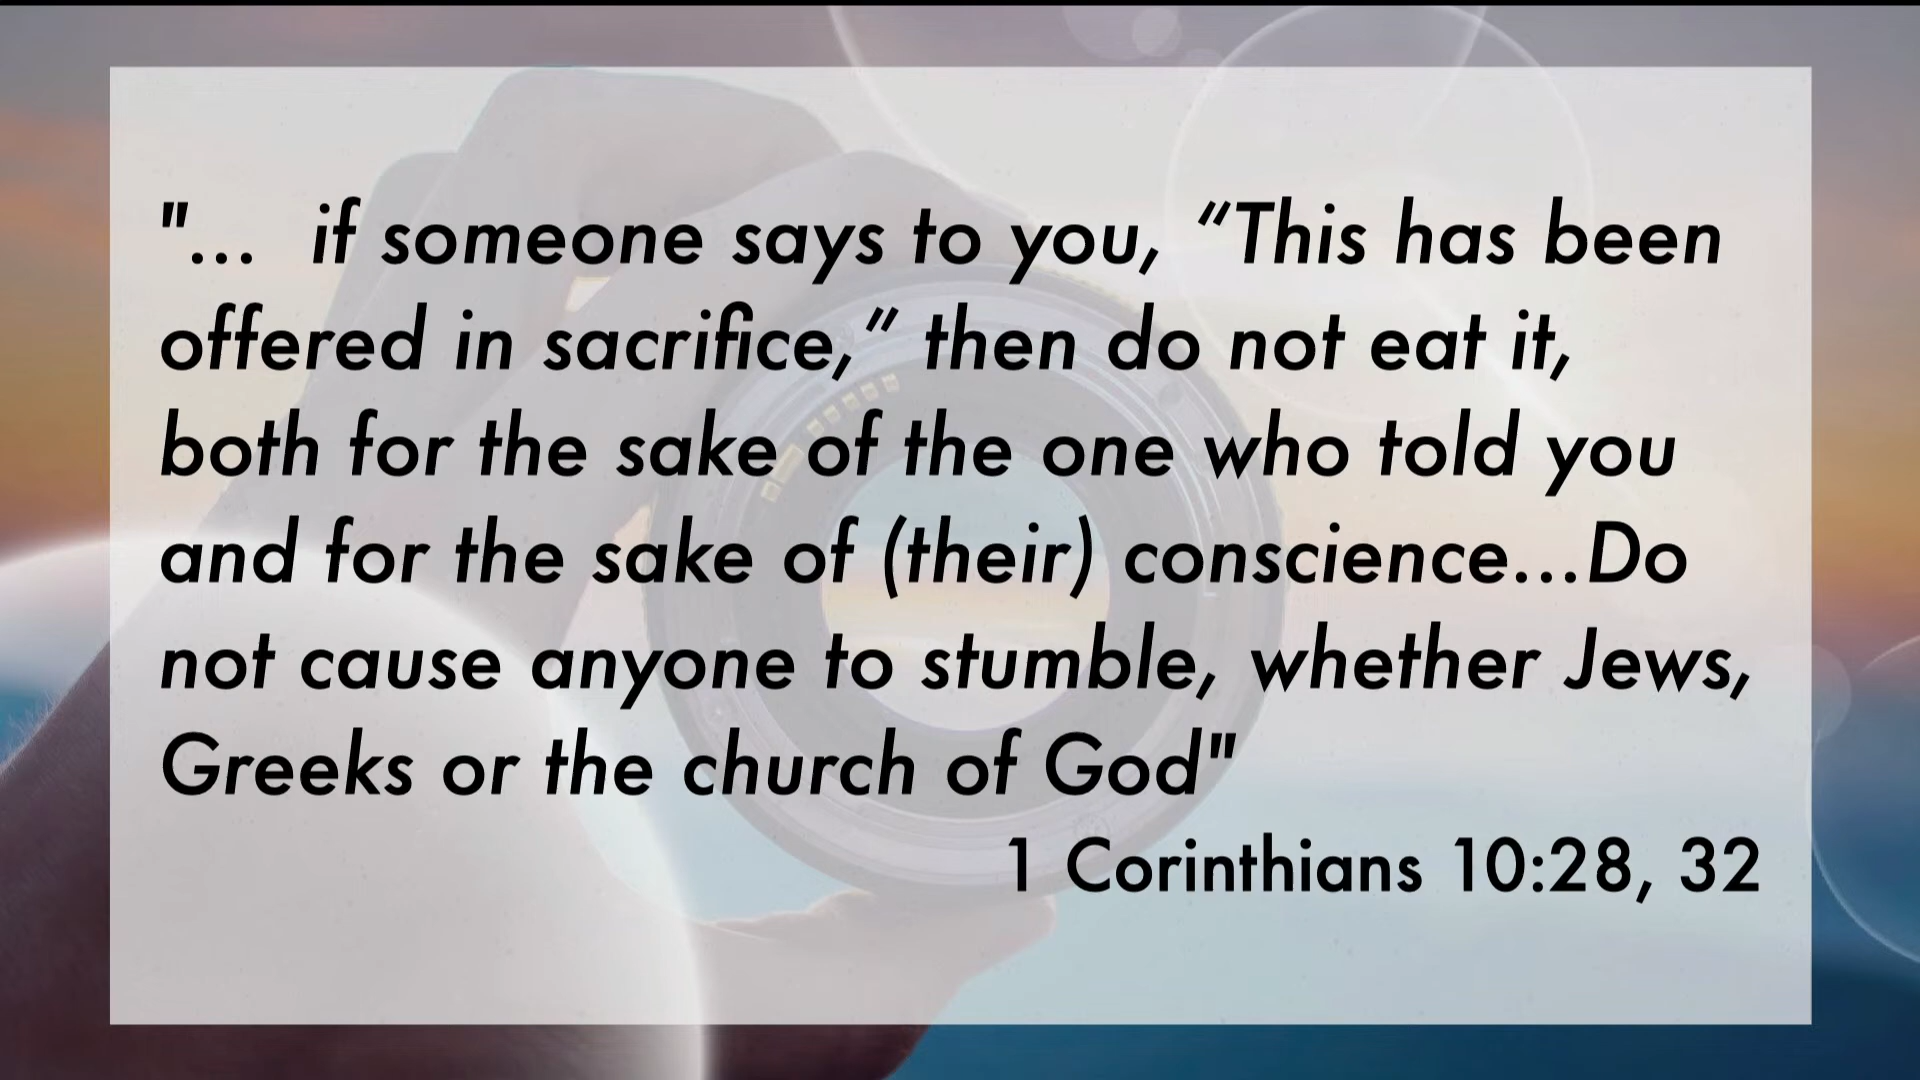 "...  if someone says to you, “This has been
offered in sacrifice,” then do not eat it,
both for the sake of the one who told you
and for the sake of (their) conscience...Do
not cause anyone to stumble, whether Jews,
Greeks or the church of God"
1 Corinthians 10:28, 32